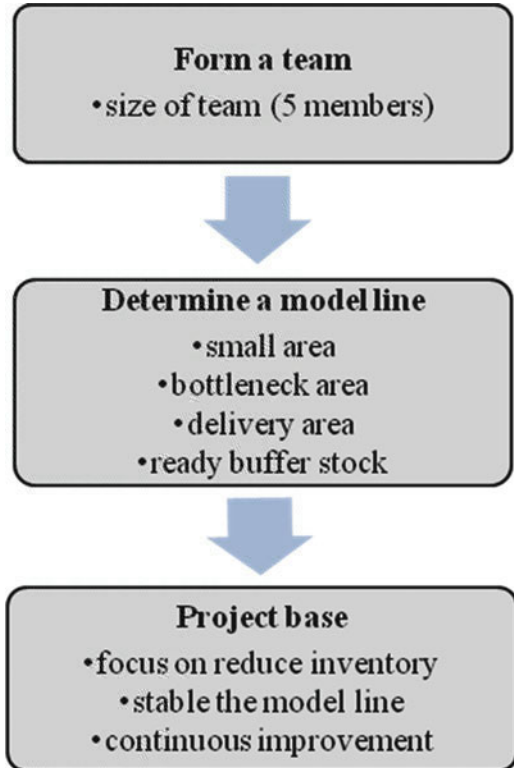 Form a team
•size of team (5 members)
Determine a model line
•small area
•bottleneck area
•delivery area
•ready buffer stock
Project base
•focus on reduce inventory
•stable the model line
•continuous improvement